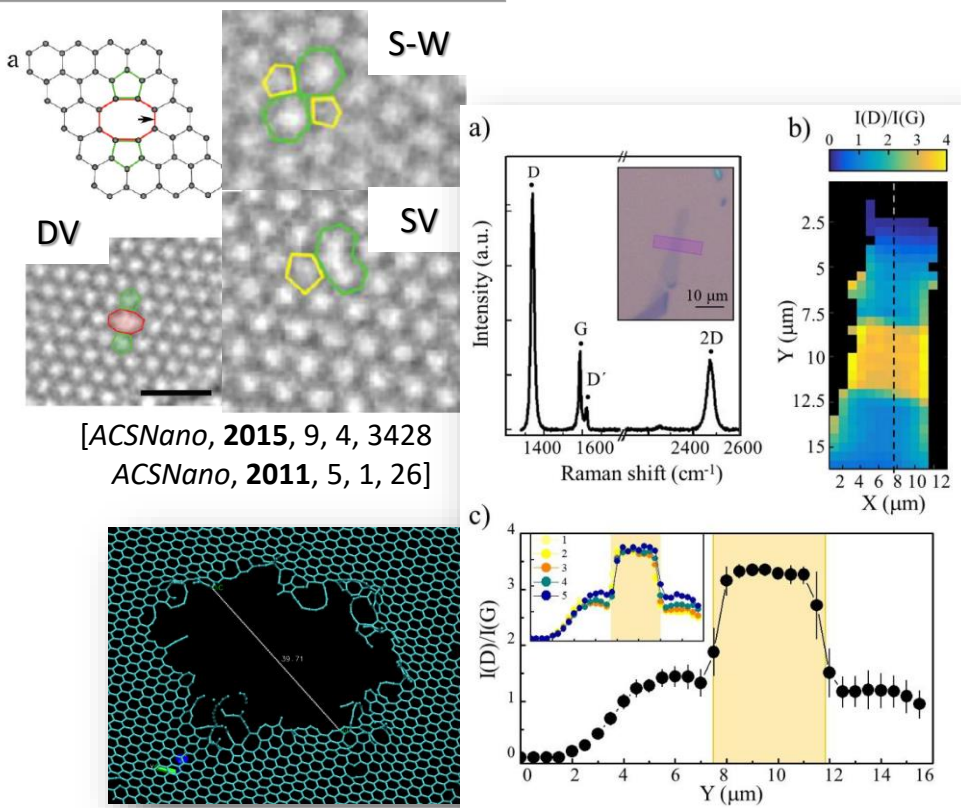 a
S-W
DV
SV
[ACSNano, 2015, 9, 4, 3428
ACSNano, 2011, 5, 1, 26]
39.71
a)
Intensity (a.u.)
D
G
D´
2D
10 μm
1400 1600 2400 2600
Raman shift (cm-1)
b)
I(D)/I(G)
0 1 2 3 4
Y (μm)
2.5
5
7.5
10
12.5
15
2 4 6 8 10 12
X (μm)
c)
I(D)/I(G)
4
3
2
1
0
1
2
3
4
5
0 2 4 6 8 10 12 14 16
Y (μm)